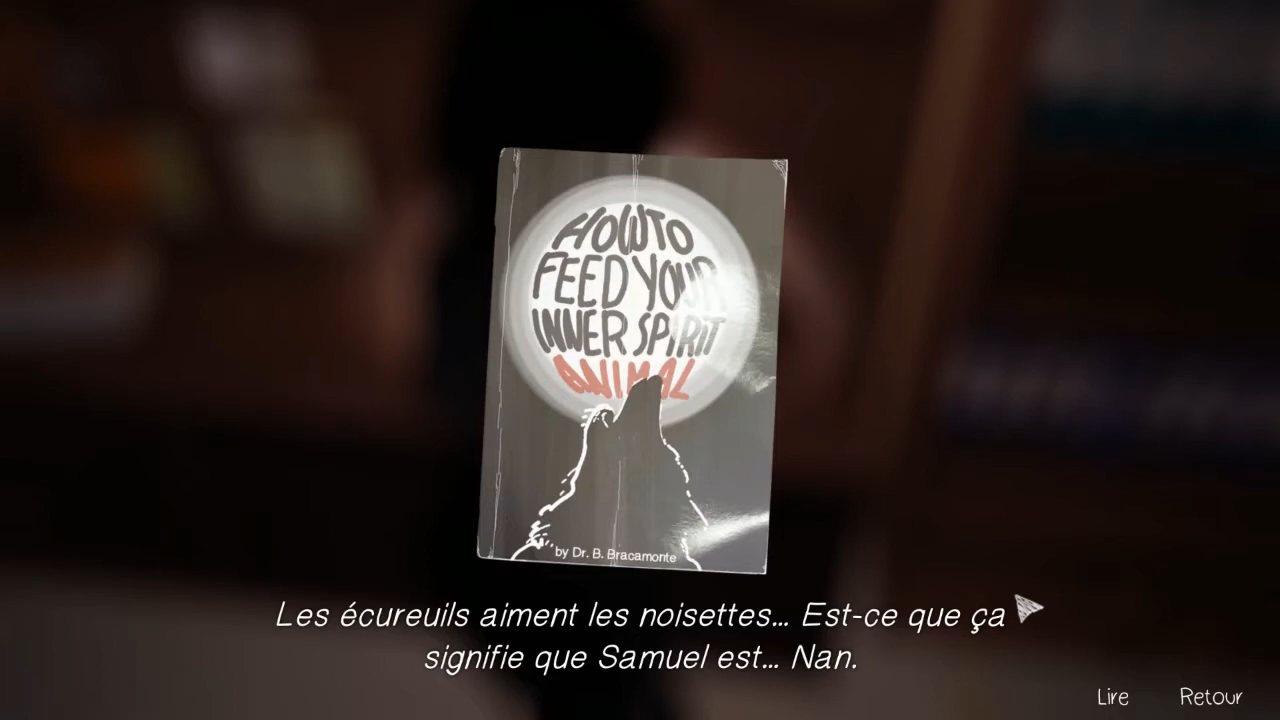 HOW TO
FEED YOUR
INNER SPIRIT
ANIMAL
by Dr. B. Bracamonte
Les écureuils aiment les noisettes... Est-ce que ça
signifie que Samuel est... Nan.
Lire Retour